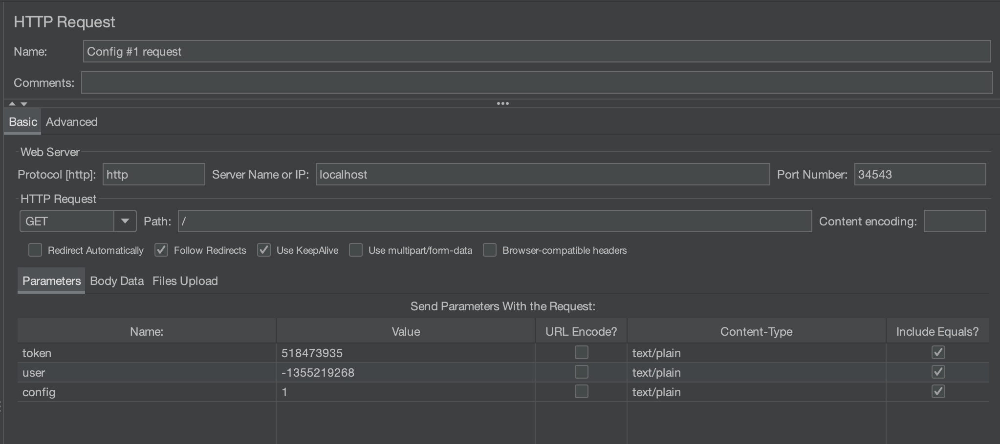 HTTP Request
Name: Config #1 request
Comments:
Basic Advanced
Web Server
Protocol [http]: http Server Name or IP: localhost Port Number: 34543
HTTP Request
GET Path: / Content encoding:
Redirect Automatically Follow Redirects Use KeepAlive Use multipart/form-data Browser-compatible headers
Parameters Body Data Files Upload
Send Parameters With the Request:
Name: Value URL Encode? Content-Type Include Equals?
token 518473935 text/plain
user -1355219268 text/plain
config 1 text/plain